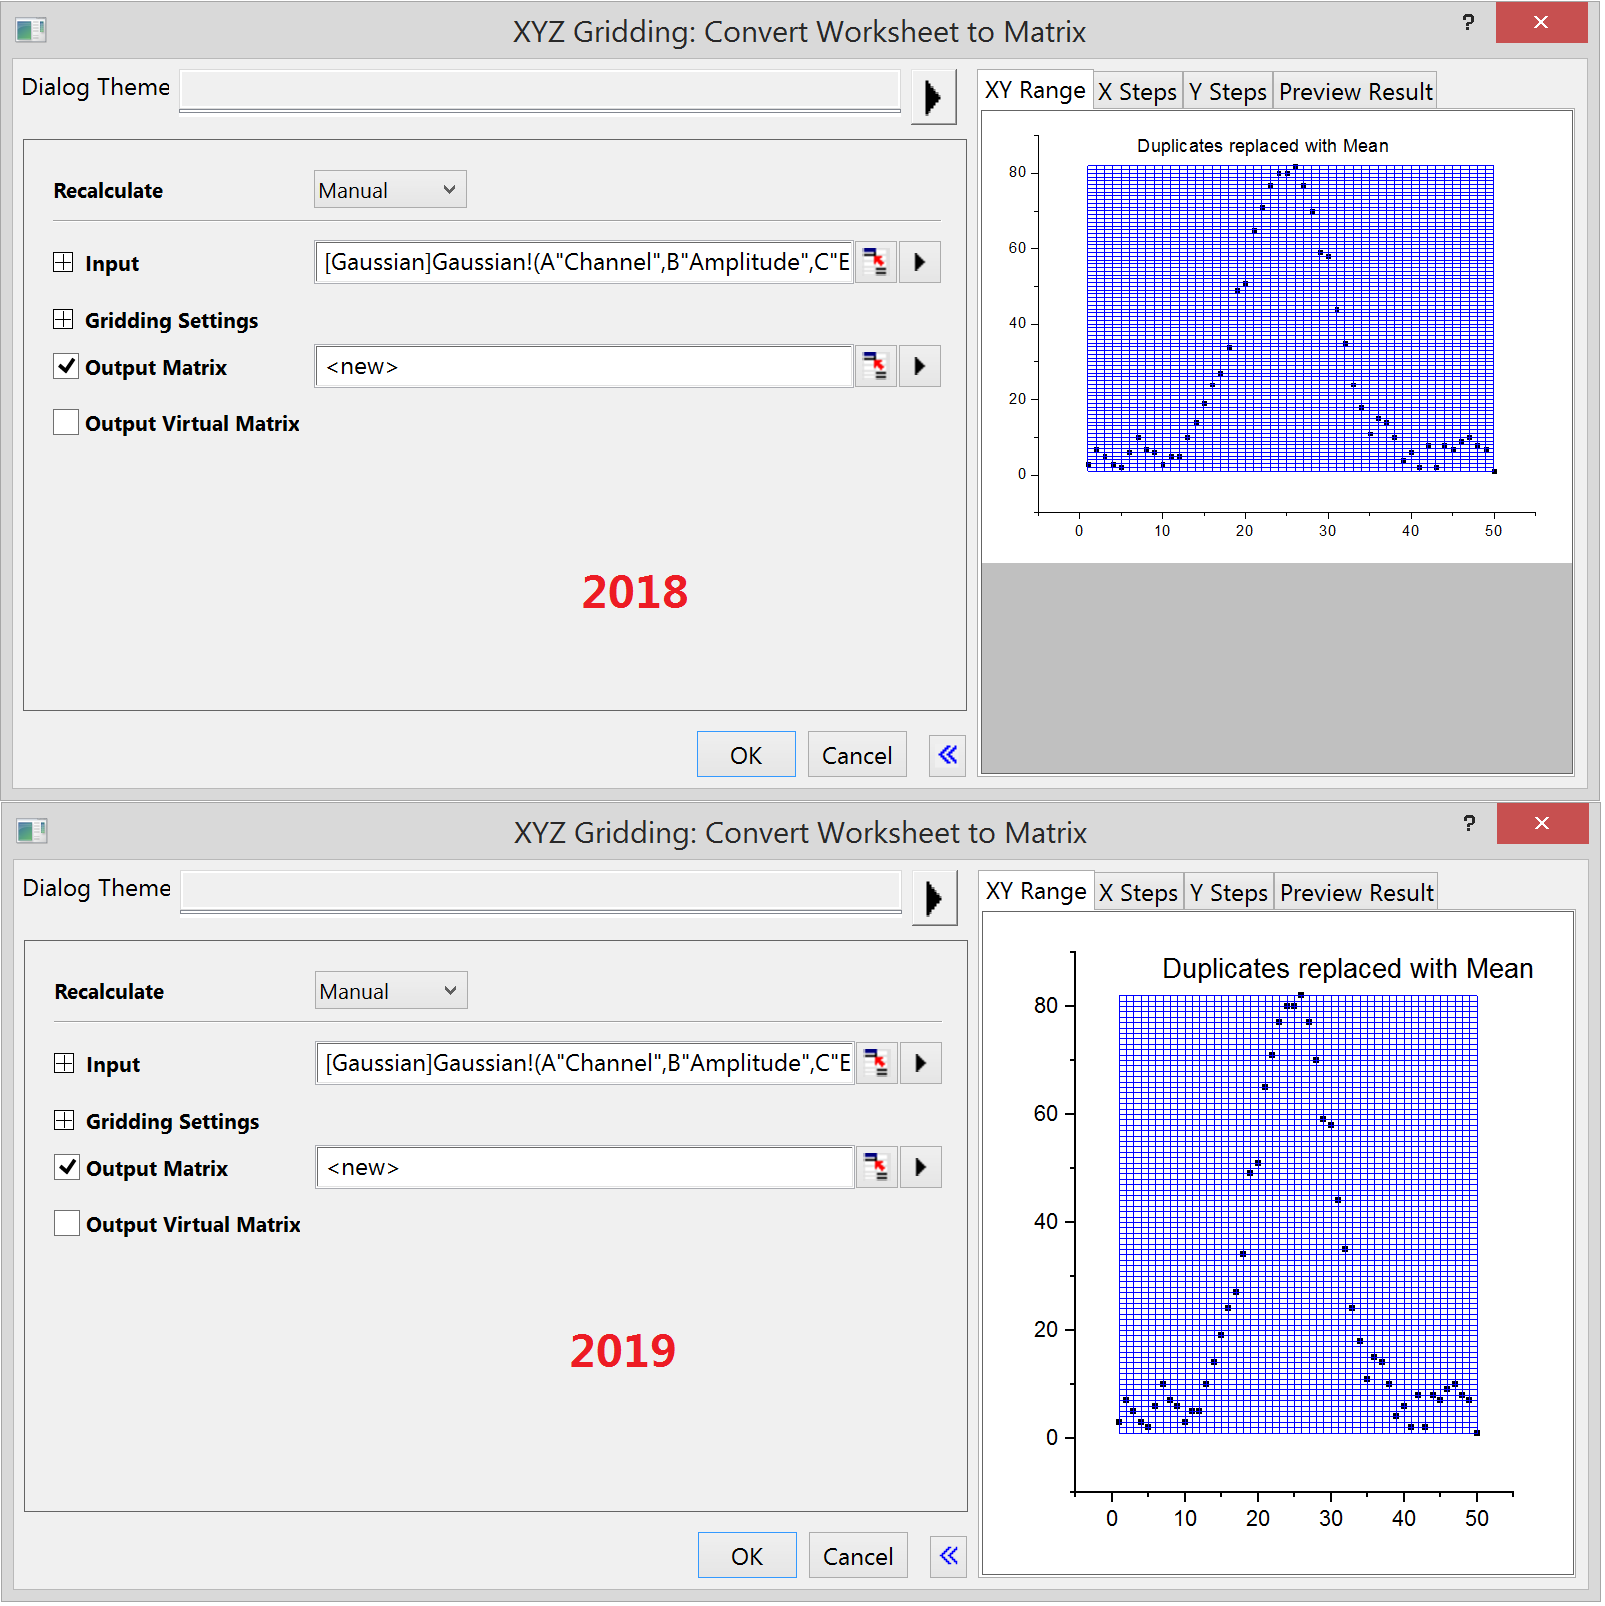 XYZ Gridding: Convert Worksheet to Matrix
?
Dialog Theme
XY Range X Steps Y Steps Preview Result
Recalculate Manual
Input [Gaussian]Gaussian!(A"Channel",B"Amplitude",C"E
Gridding Settings
Output Matrix <new>
Output Virtual Matrix
2018
OK Cancel
Duplicates replaced with Mean
80
60
40
20
0
0 10 20 30 40 50
XYZ Gridding: Convert Worksheet to Matrix
?
Dialog Theme
XY Range X Steps Y Steps Preview Result
Recalculate Manual
Input [Gaussian]Gaussian!(A"Channel",B"Amplitude",C"E
Gridding Settings
Output Matrix <new>
Output Virtual Matrix
2019
OK Cancel
Duplicates replaced with Mean
80
60
40
20
0
0 10 20 30 40 50